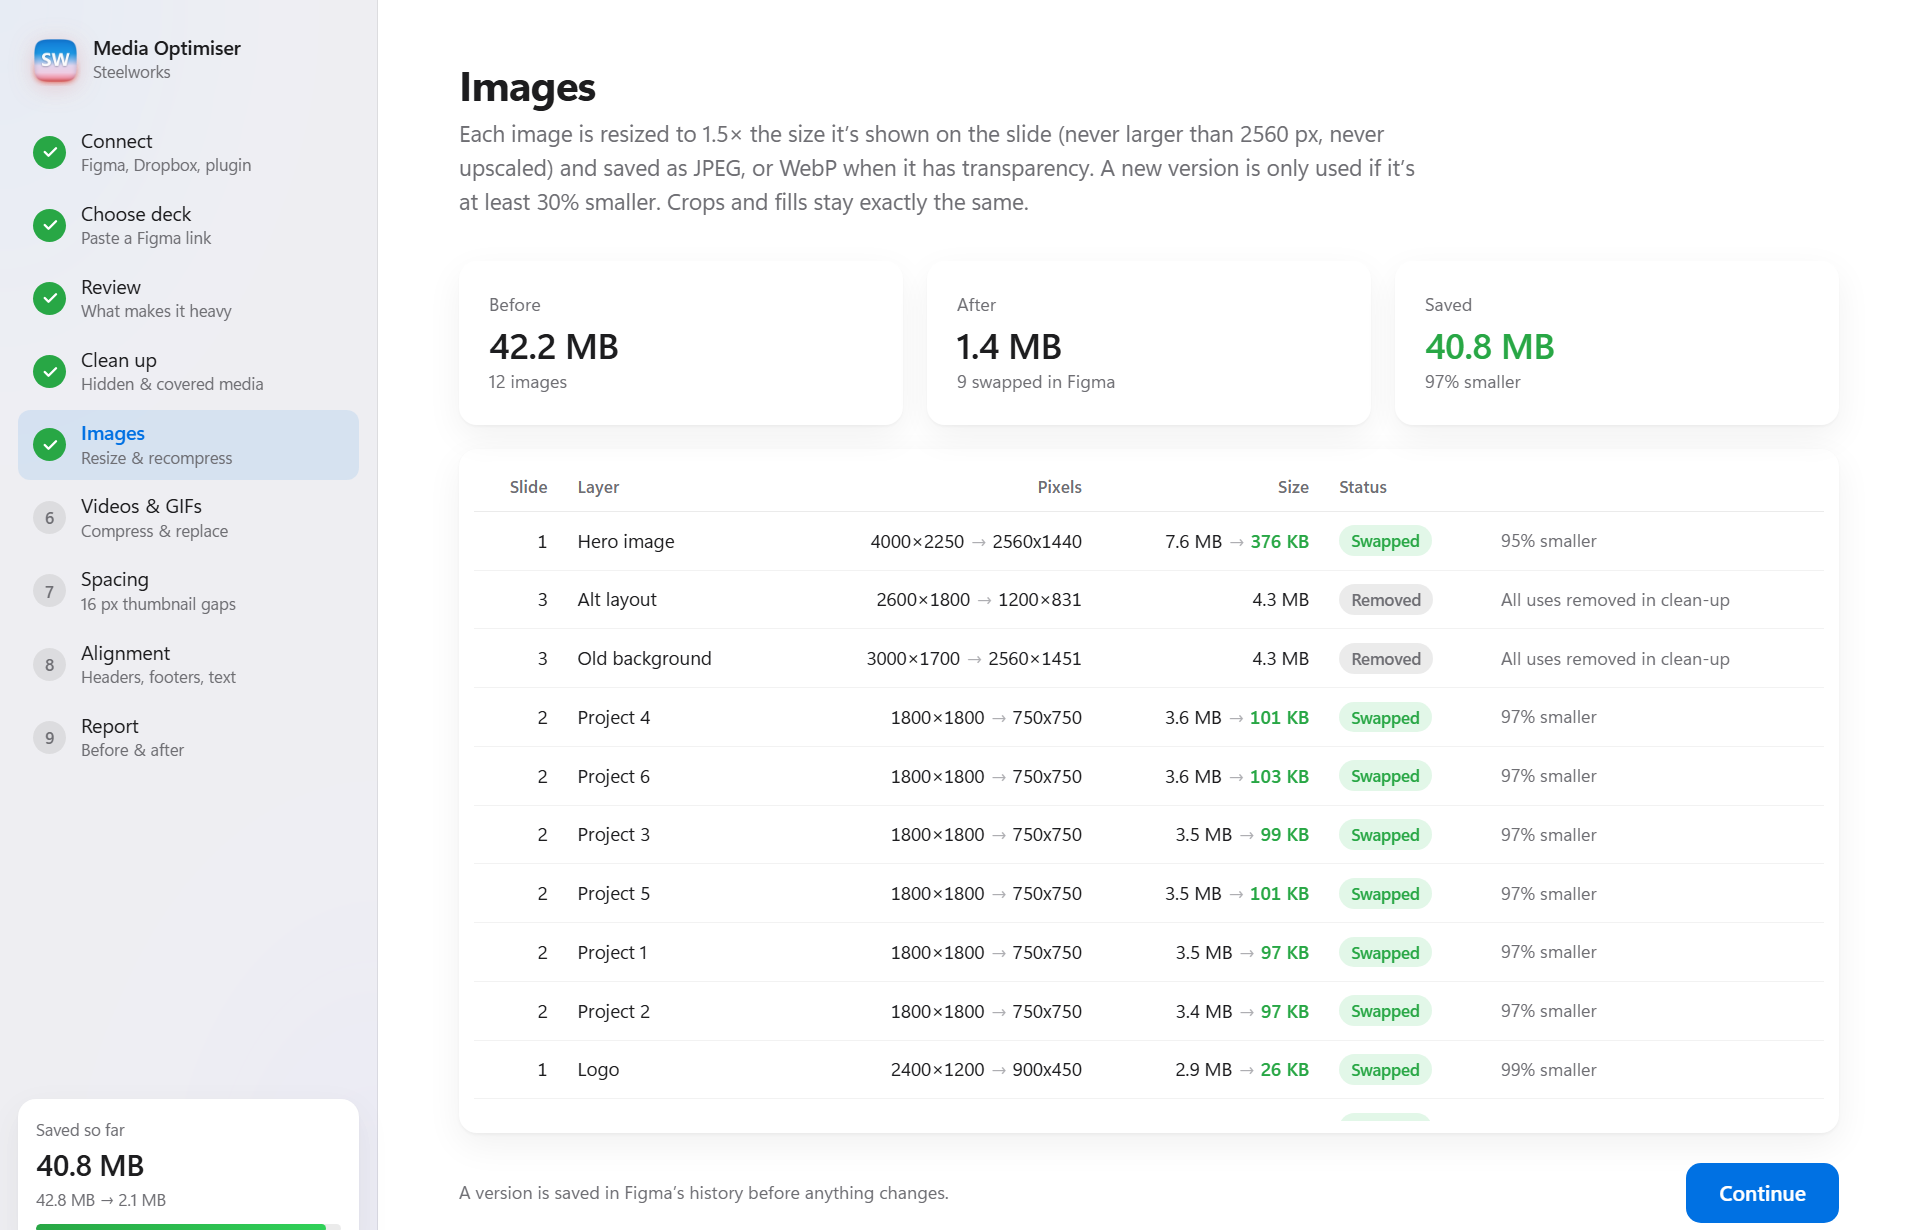 SW
Media Optimiser
Steelworks
Connect
Figma, Dropbox, plugin
Choose deck
Paste a Figma link
Review
What makes it heavy
Clean up
Hidden & covered media
Images
Resize & recompress
6 Videos & GIFs
Compress & replace
7 Spacing
16 px thumbnail gaps
8 Alignment
Headers, footers, text
9 Report
Before & after
Saved so far
40.8 MB
42.8 MB → 2.1 MB
Images
Each image is resized to 1.5× the size it’s shown on the slide (never larger than 2560 px, never
upscaled) and saved as JPEG, or WebP when it has transparency. A new version is only used if it’s
at least 30% smaller. Crops and fills stay exactly the same.
Before
42.2 MB
12 images
After
1.4 MB
9 swapped in Figma
Saved
40.8 MB
97% smaller
Slide Layer Pixels Size Status
1 Hero image 4000×2250 → 2560x1440 7.6 MB → 376 KB Swapped 95% smaller
3 Alt layout 2600×1800 → 1200×831 4.3 MB Removed All uses removed in clean-up
3 Old background 3000×1700 → 2560×1451 4.3 MB Removed All uses removed in clean-up
2 Project 4 1800×1800 → 750x750 3.6 MB → 101 KB Swapped 97% smaller
2 Project 6 1800×1800 → 750x750 3.6 MB → 103 KB Swapped 97% smaller
2 Project 3 1800×1800 → 750x750 3.5 MB → 99 KB Swapped 97% smaller
2 Project 5 1800×1800 → 750x750 3.5 MB → 101 KB Swapped 97% smaller
2 Project 1 1800×1800 → 750x750 3.5 MB → 97 KB Swapped 97% smaller
2 Project 2 1800×1800 → 750x750 3.4 MB → 97 KB Swapped 97% smaller
1 Logo 2400×1200 → 900x450 2.9 MB → 26 KB Swapped 99% smaller
A version is saved in Figma’s history before anything changes.
Continue